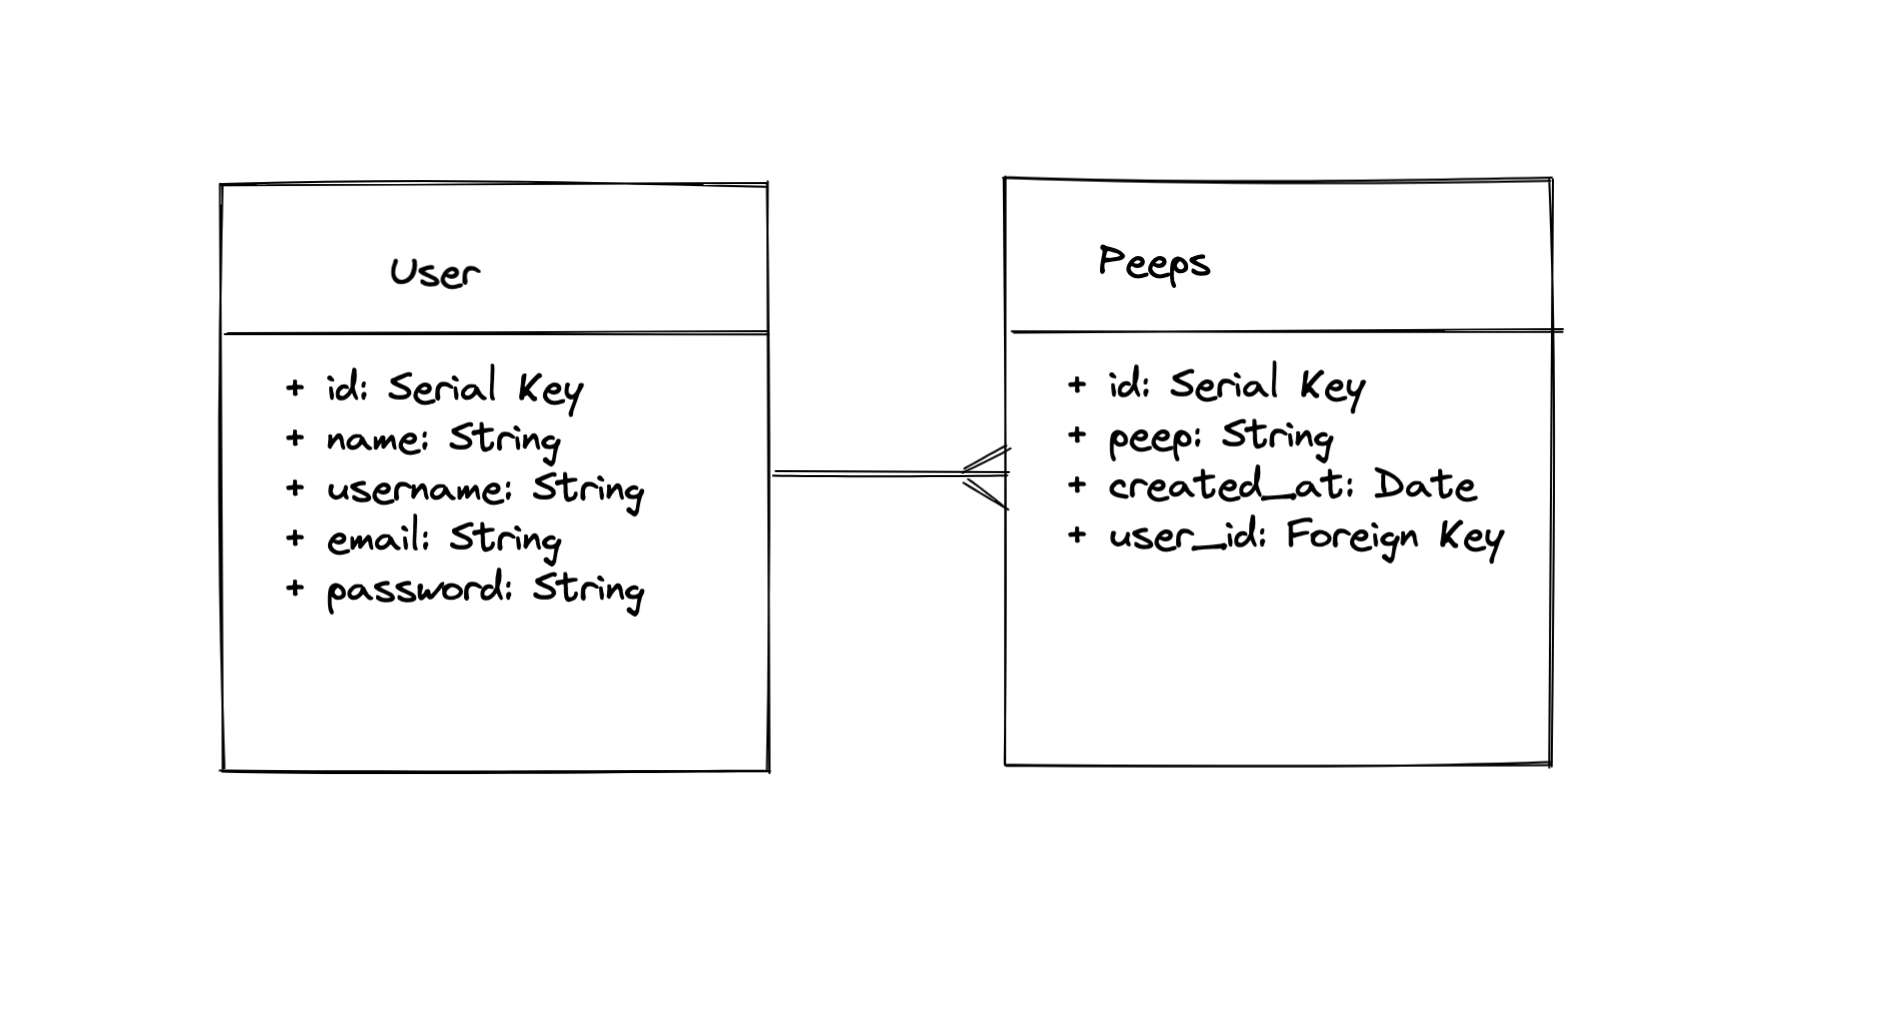 User
+ id: Serial Key
+ name: String
+ username: String
+ email: String
+ password: String
Peeps
+ id: Serial Key
+ peep: String
+ created_at: Date
+ user_id: Foreign Key